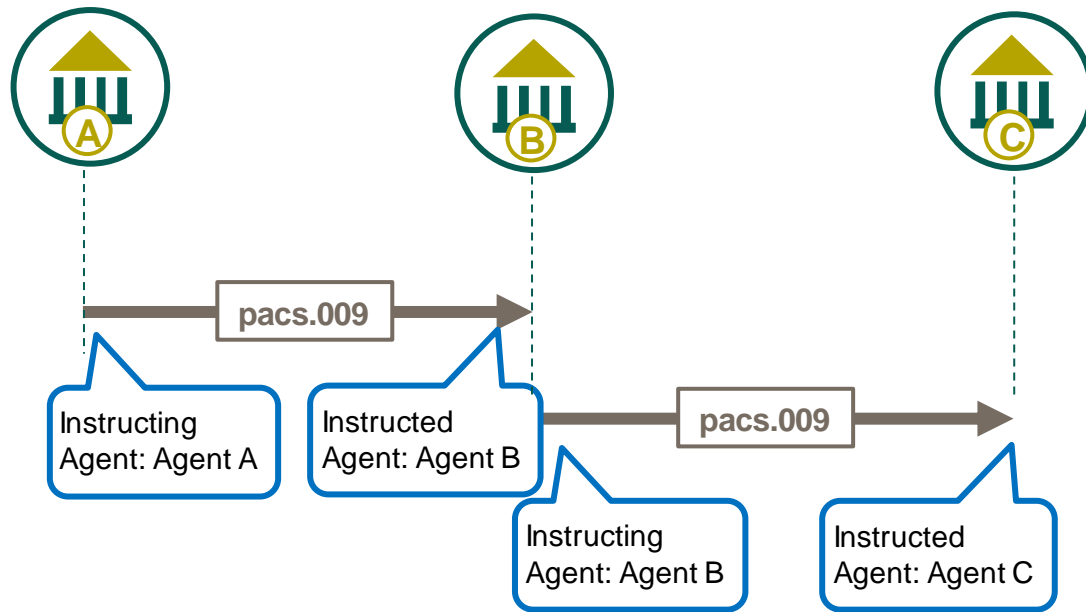 A
B
C
pacs.009
Instructing
Agent: Agent A
Instructed
Agent: Agent B
pacs.009
Instructing
Agent: Agent B
Instructed
Agent: Agent C